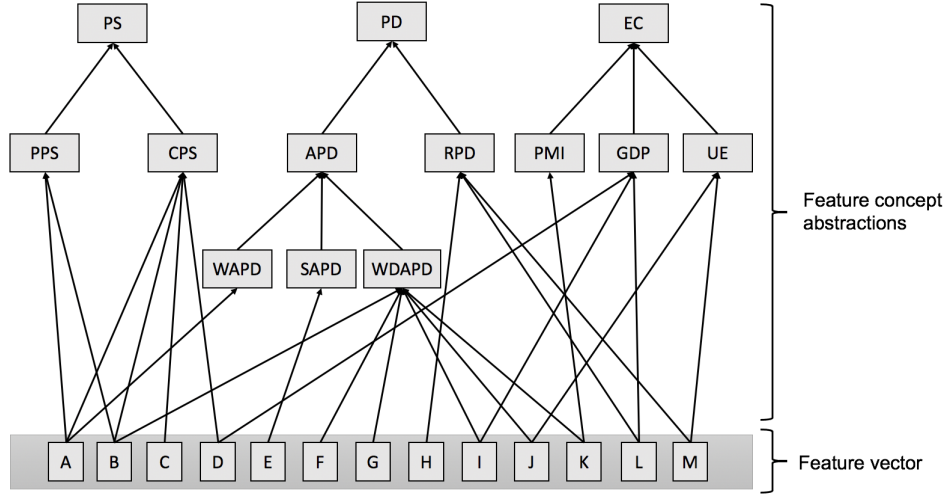 PS
PD
EC
PPS
CPS
APD
RPD
PMI
GDP
UE
Feature concept
abstractions
WAPD
SAPD
WDAPD
A
B
C
D
E
F
G
H
I
J
K
L
M
Feature vector